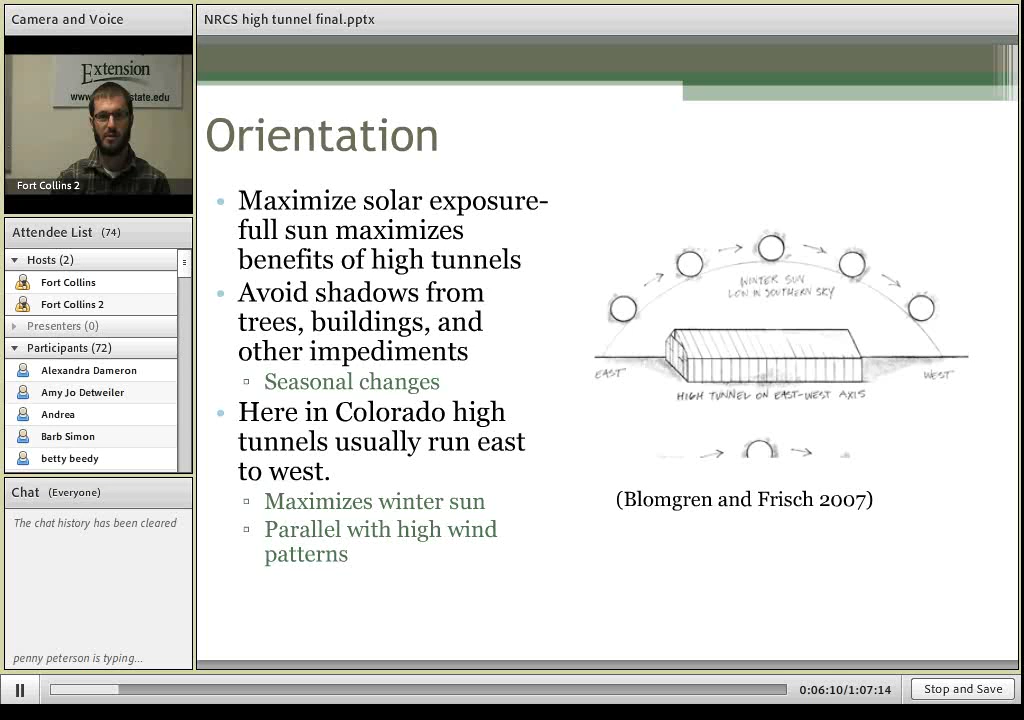 Camera and Voice
Extension
www.
state.edu
Fort Collins 2
Attendee List (74)
Hosts (2)
Fort Collins
Fort Collins 2
Presenters (0)
Participants (72)
Alexandra Dameron
Amy Jo Detweiler
Andrea
Barb Simon
betty beedy
Chat (Everyone)
The chat history has been cleared
penny peterson is typing...
NRCS high tunnel final.pptx
Orientation
• Maximize solar exposure-
full sun maximizes
benefits of high tunnels
• Avoid shadows from
trees, buildings, and
other impediments
▫ Seasonal changes
• Here in Colorado high
tunnels usually run east
to west.
▫ Maximizes winter sun
▫ Parallel with high wind
patterns
WINTER SUN
LOW IN SOUTHERN SKY
EAST
WEST
HIGH TUNNEL ON EAST-WEST AXIS
(Blomgren and Frisch 2007)
0:06:10/1:07:14
Stop and Save